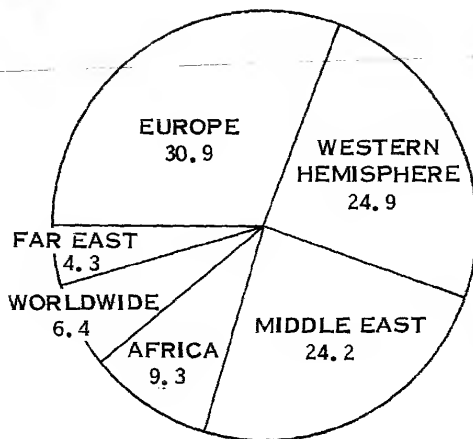 EUROPE
30.9
WESTERN
HEMISPHERE
24.9
FAR EAST
4.3
WORLDWIDE
6.4
AFRICA
9.3
MIDDLE EAST
24.2